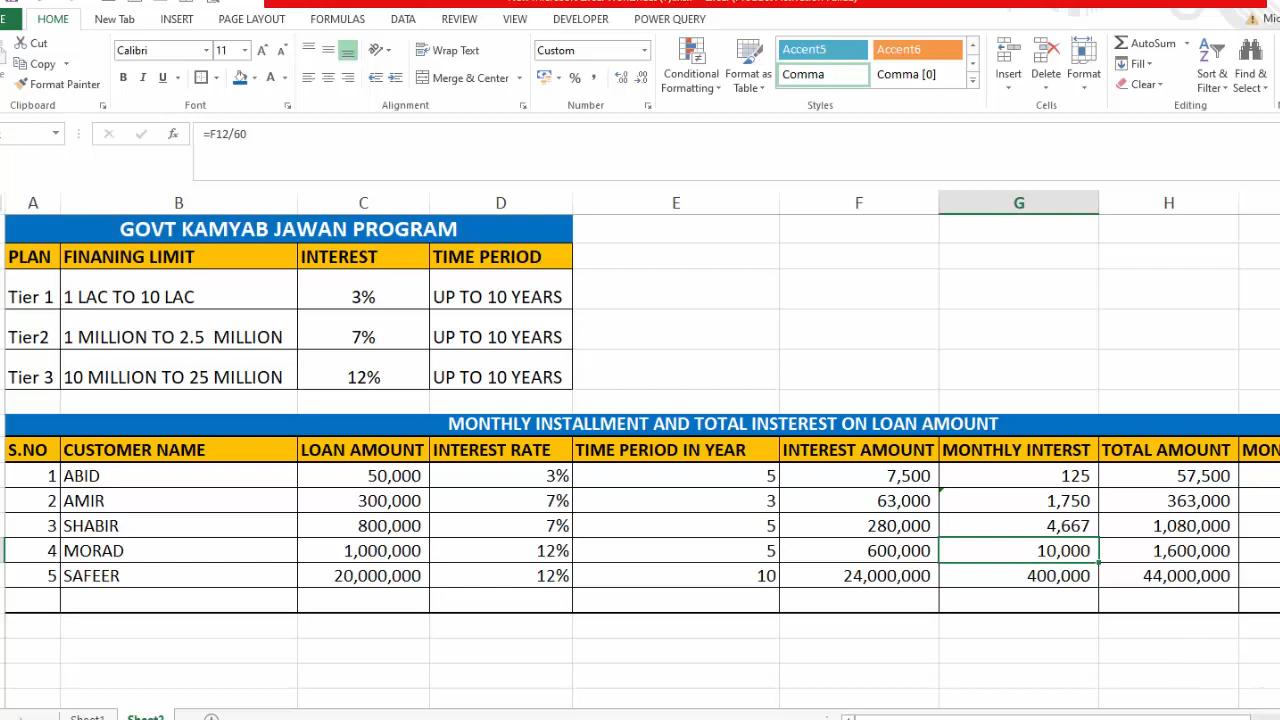 HOME New Tab INSERT PAGE LAYOUT FORMULAS DATA REVIEW VIEW DEVELOPER POWER QUERY
Cut
Copy
Format Painter
Clipboard
Calibri 11
B I U A
Font
Wrap Text
Merge & Center
Alignment
Custom
%
Number
Conditional Formatting
Format as Table
Accent5 Accent6
Comma Comma [0]
Styles
Insert Delete Format
Cells
AutoSum
Fill
Clear
Sort & Filter
Find & Select
Editing
fx =F12/60
A B C D E F G H
GOVT KAMYAB JAWAN PROGRAM
PLAN FINANING LIMIT INTEREST TIME PERIOD
Tier 1 1 LAC TO 10 LAC 3% UP TO 10 YEARS
Tier2 1 MILLION TO 2.5 MILLION 7% UP TO 10 YEARS
Tier 3 10 MILLION TO 25 MILLION 12% UP TO 10 YEARS
MONTHLY INSTALLMENT AND TOTAL INSTEREST ON LOAN AMOUNT
S.NO CUSTOMER NAME LOAN AMOUNT INTEREST RATE TIME PERIOD IN YEAR INTEREST AMOUNT MONTHLY INTERST TOTAL AMOUNT MON
1 ABID 50,000 3% 5 7,500 125 57,500
2 AMIR 300,000 7% 3 63,000 1,750 363,000
3 SHABIR 800,000 7% 5 280,000 4,667 1,080,000
4 MORAD 1,000,000 12% 5 600,000 10,000 1,600,000
5 SAFEER 20,000,000 12% 10 24,000,000 400,000 44,000,000
Sheet1 Sheet2